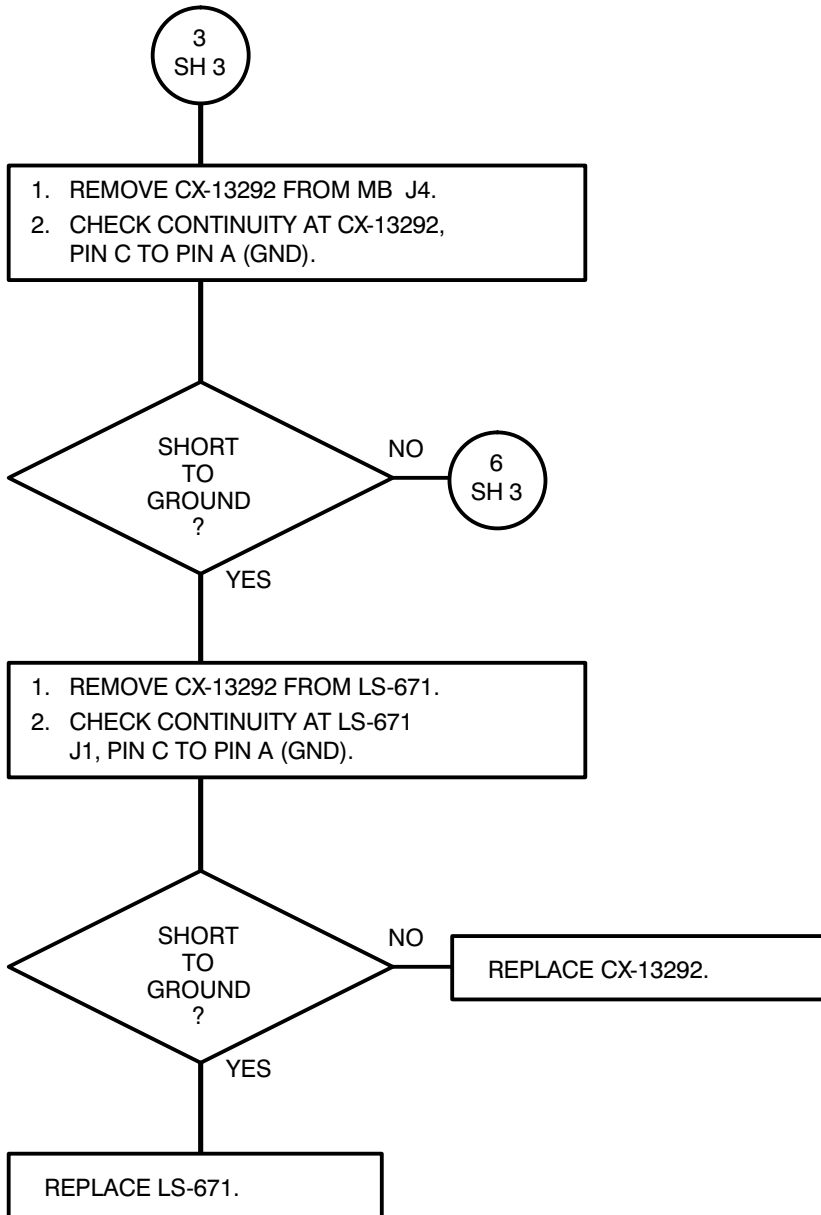 3
SH 3
1. REMOVE CX-13292 FROM MB J4.
2. CHECK CONTINUITY AT CX-13292,
PIN C TO PIN A (GND).
SHORT
TO
GROUND
?
NO
6
SH 3
YES
1. REMOVE CX-13292 FROM LS-671.
2. CHECK CONTINUITY AT LS-671
J1, PIN C TO PIN A (GND).
SHORT
TO
GROUND
?
NO
REPLACE CX-13292.
YES
REPLACE LS-671.